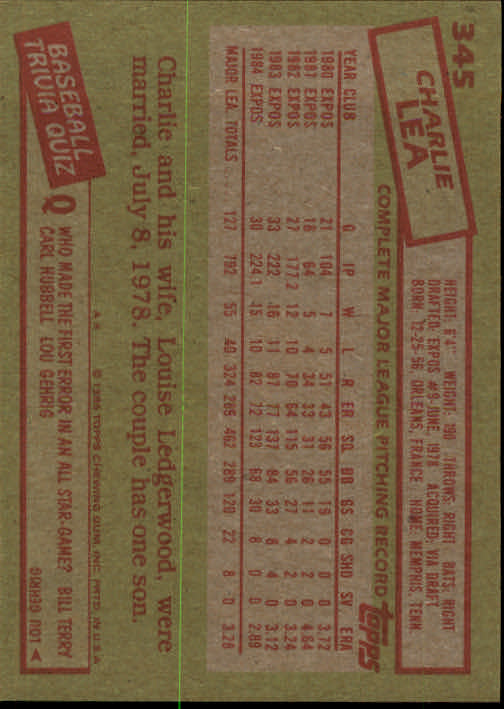 345
CHARLIE
LEA
HEIGHT: 6'4" WEIGHT: 190 THROWS: RIGHT BATS: RIGHT
DRAFTED: EXPOS #9-JUNE, 1978 ACQUIRED: VIA DRAFT
BORN: 12-25-56, ORLEANS, FRANCE HOME: MEMPHIS, TENN
COMPLETE MAJOR LEAGUE PITCHING RECORD topps
YEAR CLUB G IP W L R ER SO BB GS CG SHO SV ERA
1980 EXPOS 21 104 7 5 51 43 56 55 19 0 0 0 3.72
1981 EXPOS 16 64 5 4 34 33 31 26 11 2 2 0 4.64
1982 EXPOS 27 177.2 12 10 70 64 115 56 27 4 2 0 3.24
1983 EXPOS 33 222 16 11 87 77 137 84 33 8 4 0 3.12
1984 EXPOS 30 224.1 15 10 82 72 123 68 30 8 0 0 2.89
MAJOR LEA. TOTALS . . . 127 792 55 40 324 289 462 289 120 22 8 0 3.28
Charlie and his wife, Louise Ledgerwood, were
married, July 8, 1978. The couple has one son.
A.★ © 1985 TOPPS CHEWING GUM, INC. PRTD. IN U.S.A.
BASEBALL
TRIVIA QUIZ
Q WHO MADE THE FIRST ERROR IN AN ALL STAR-GAME? BILL TERRY
CARL HUBBELL LOU GEHRIG